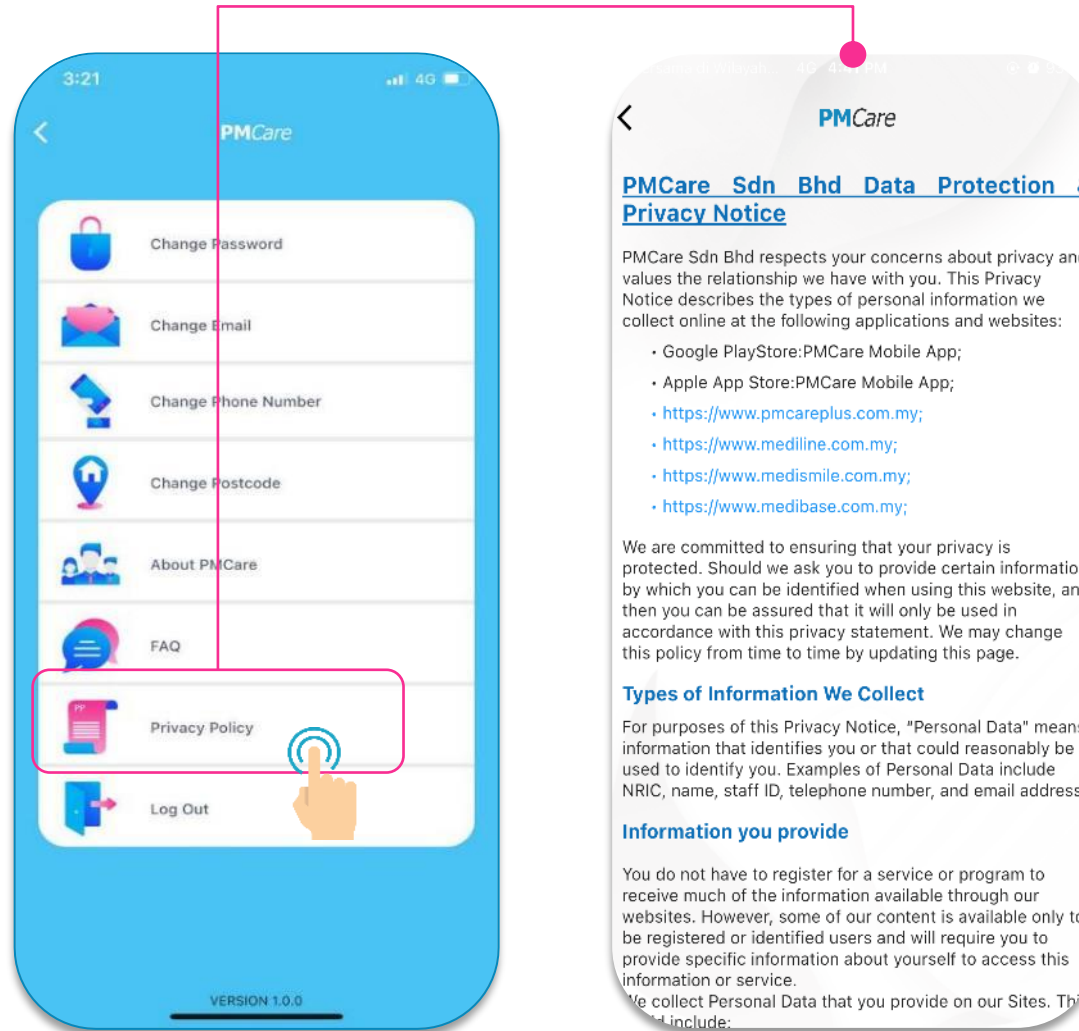 3:21
4G
PMCare
Change Password
Change Email
Change Phone Number
Change Postcode
About PMCare
FAQ
PP
Privacy Policy
Log Out
VERSION 1.0.0
4G
PM
PMCare
PMCare Sdn Bhd Data Protection
Privacy Notice
PMCare Sdn Bhd respects your concerns about privacy and
values the relationship we have with you. This Privacy
Notice describes the types of personal information we
collect online at the following applications and websites:
• Google PlayStore:PMCare Mobile App;
• Apple App Store:PMCare Mobile App;
• https://www.pmcareplus.com.my;
• https://www.mediline.com.my;
• https://www.medismile.com.my;
• https://www.medibase.com.my;
We are committed to ensuring that your privacy is
protected. Should we ask you to provide certain informatio
by which you can be identified when using this website, an
then you can be assured that it will only be used in
accordance with this privacy statement. We may change
this policy from time to time by updating this page.
Types of Information We Collect
For purposes of this Privacy Notice, "Personal Data" means
information that identifies you or that could reasonably be
used to identify you. Examples of Personal Data include
NRIC, name, staff ID, telephone number, and email address
Information you provide
You do not have to register for a service or program to
receive much of the information available through our
websites. However, some of our content is available only to
be registered or identified users and will require you to
provide specific information about yourself to access this
information or service.
We collect Personal Data that you provide on our Sites. Thi
include: